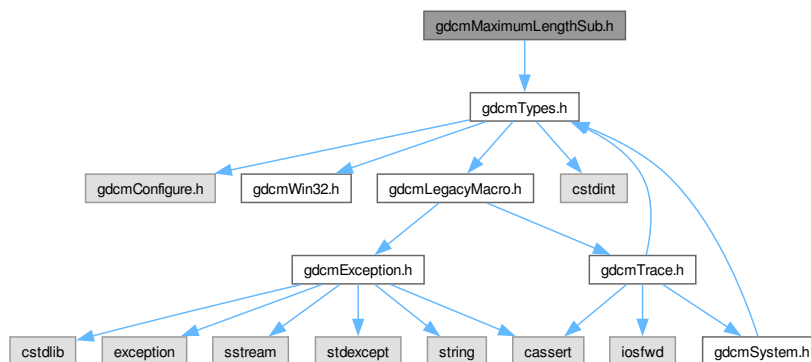 gdcmMaximumLengthSub.h
gdcmTypes.h
gdcmConfigure.h
gdcmWin32.h
gdcmLegacyMacro.h
cstdint
gdcmException.h
gdcmTrace.h
cstdlib
exception
sstream
stdexcept
string
cassert
iosfwd
gdcmSystem.h